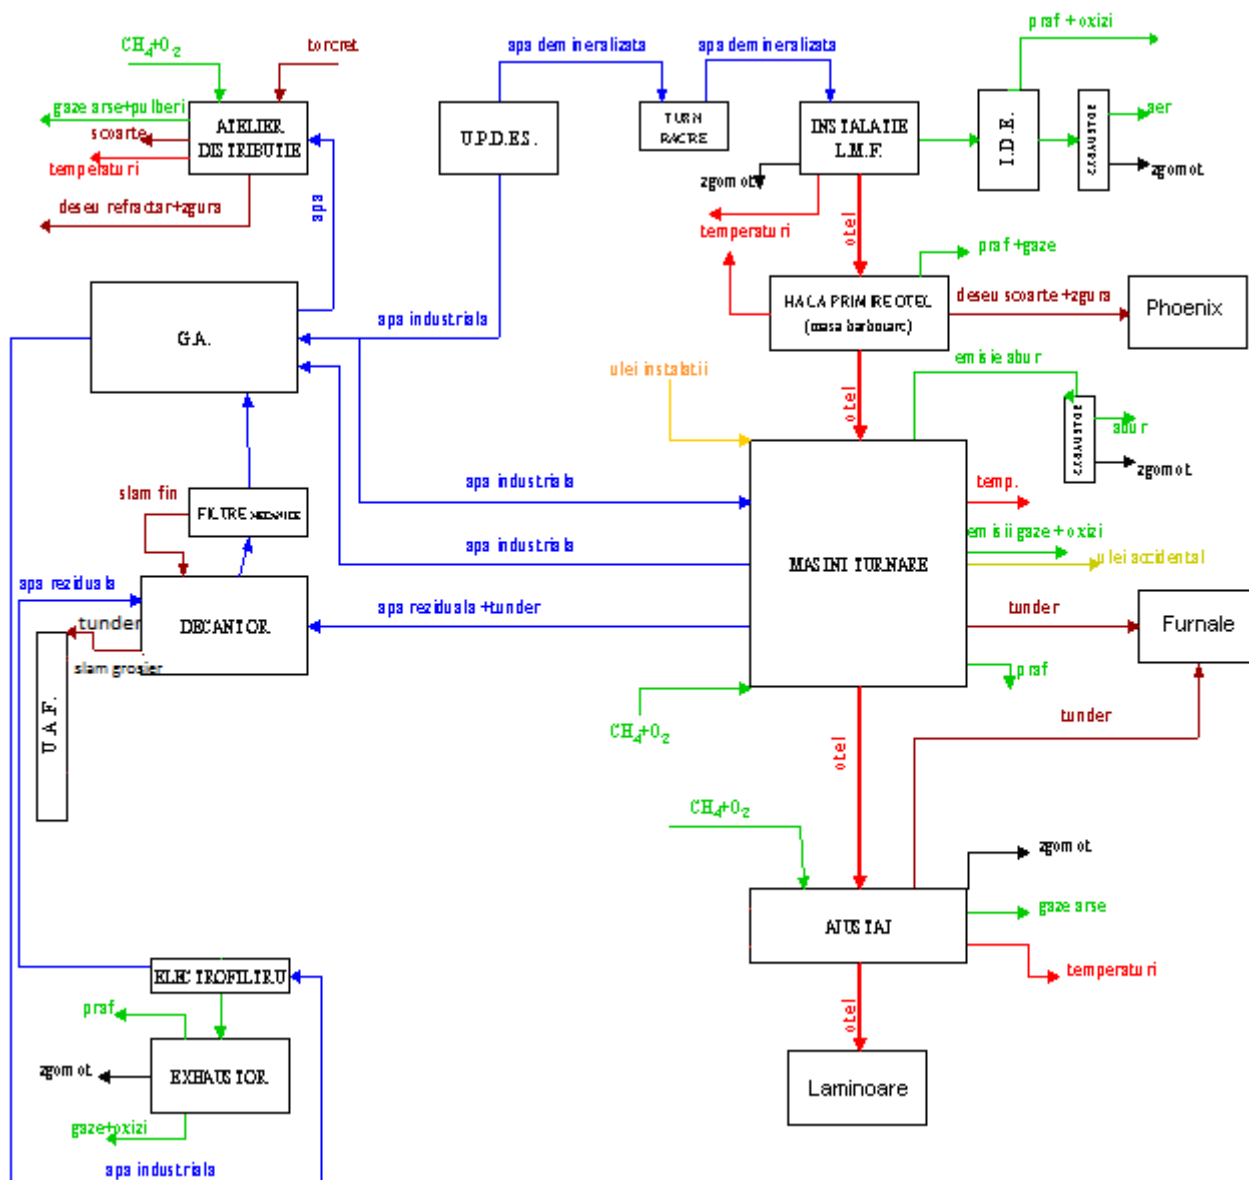 praf + oxizi
CH₄+O₂
torcret
apa demineralizata
apa demineralizata
gaze arse+pulberi
scoarte
temperaturi
ATELIER
DISTRIBUTIE
U.P.D.E.S.
TURN
RACIRE
INSTALATIE
L.M.F.
I.D.E.
EXHAUSTOR
aer
zgomot
zgomot
deseu refractar+zgura
apa
temperaturi
otel
praf+gaze
G.A.
apa industriala
HALA PRIMIRE OTEL
deseu scoarte+zgura
Phoenix
ulei instalatii
otel
emisie abur
EXHAUSTOR
abur
zgomot
slam fin
FILTRE
apa industriala
temp.
apa industriala
MASINI TURNARE
emisii gaze + oxizi
ulei accidental
apa reziduala
DECANTOR
apa reziduala +tunder
tunder
Furnale
tunder
slam grosier
U.A.F.
CH₄+O₂
praf
otel
tunder
CH₄+O₂
zgomot
AJUSTAJ
gaze arse
temperaturi
ELECTROFILTRU
praf
otel
zgomot
EXHAUSTOR
Laminoare
gaze+oxizi
apa industriala